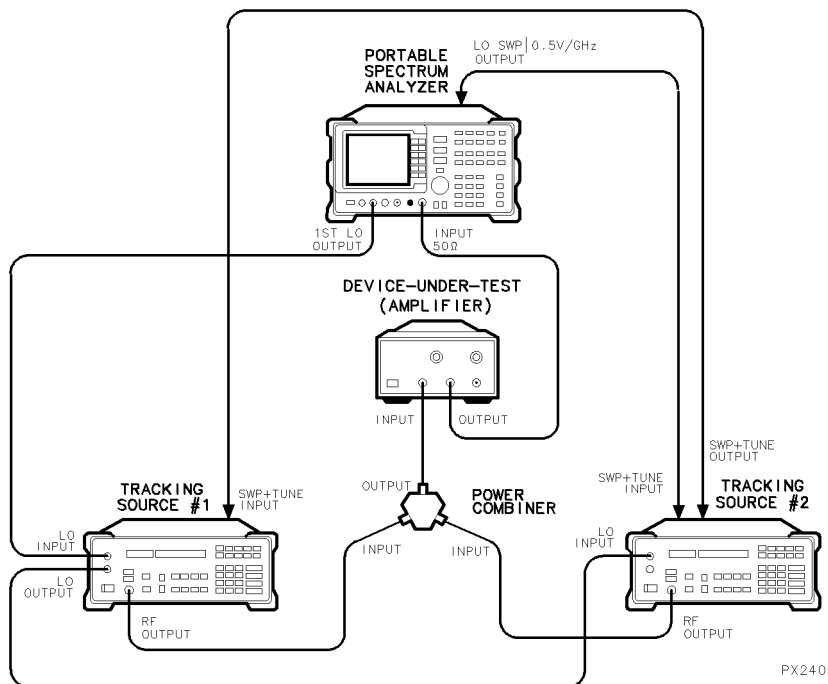 LO SWP|0.5V/GHz
OUTPUT
PORTABLE
SPECTRUM
ANALYZER
1ST LO
OUTPUT
INPUT
50Ω
DEVICE-UNDER-TEST
(AMPLIFIER)
INPUT
OUTPUT
SWP+TUNE
OUTPUT
SWP+TUNE
INPUT
TRACKING
SOURCE #1
SWP+TUNE
INPUT
OUTPUT
POWER
COMBINER
TRACKING
SOURCE #2
LO
INPUT
LO
OUTPUT
INPUT
INPUT
LO
INPUT
RF
OUTPUT
RF
OUTPUT
PX240